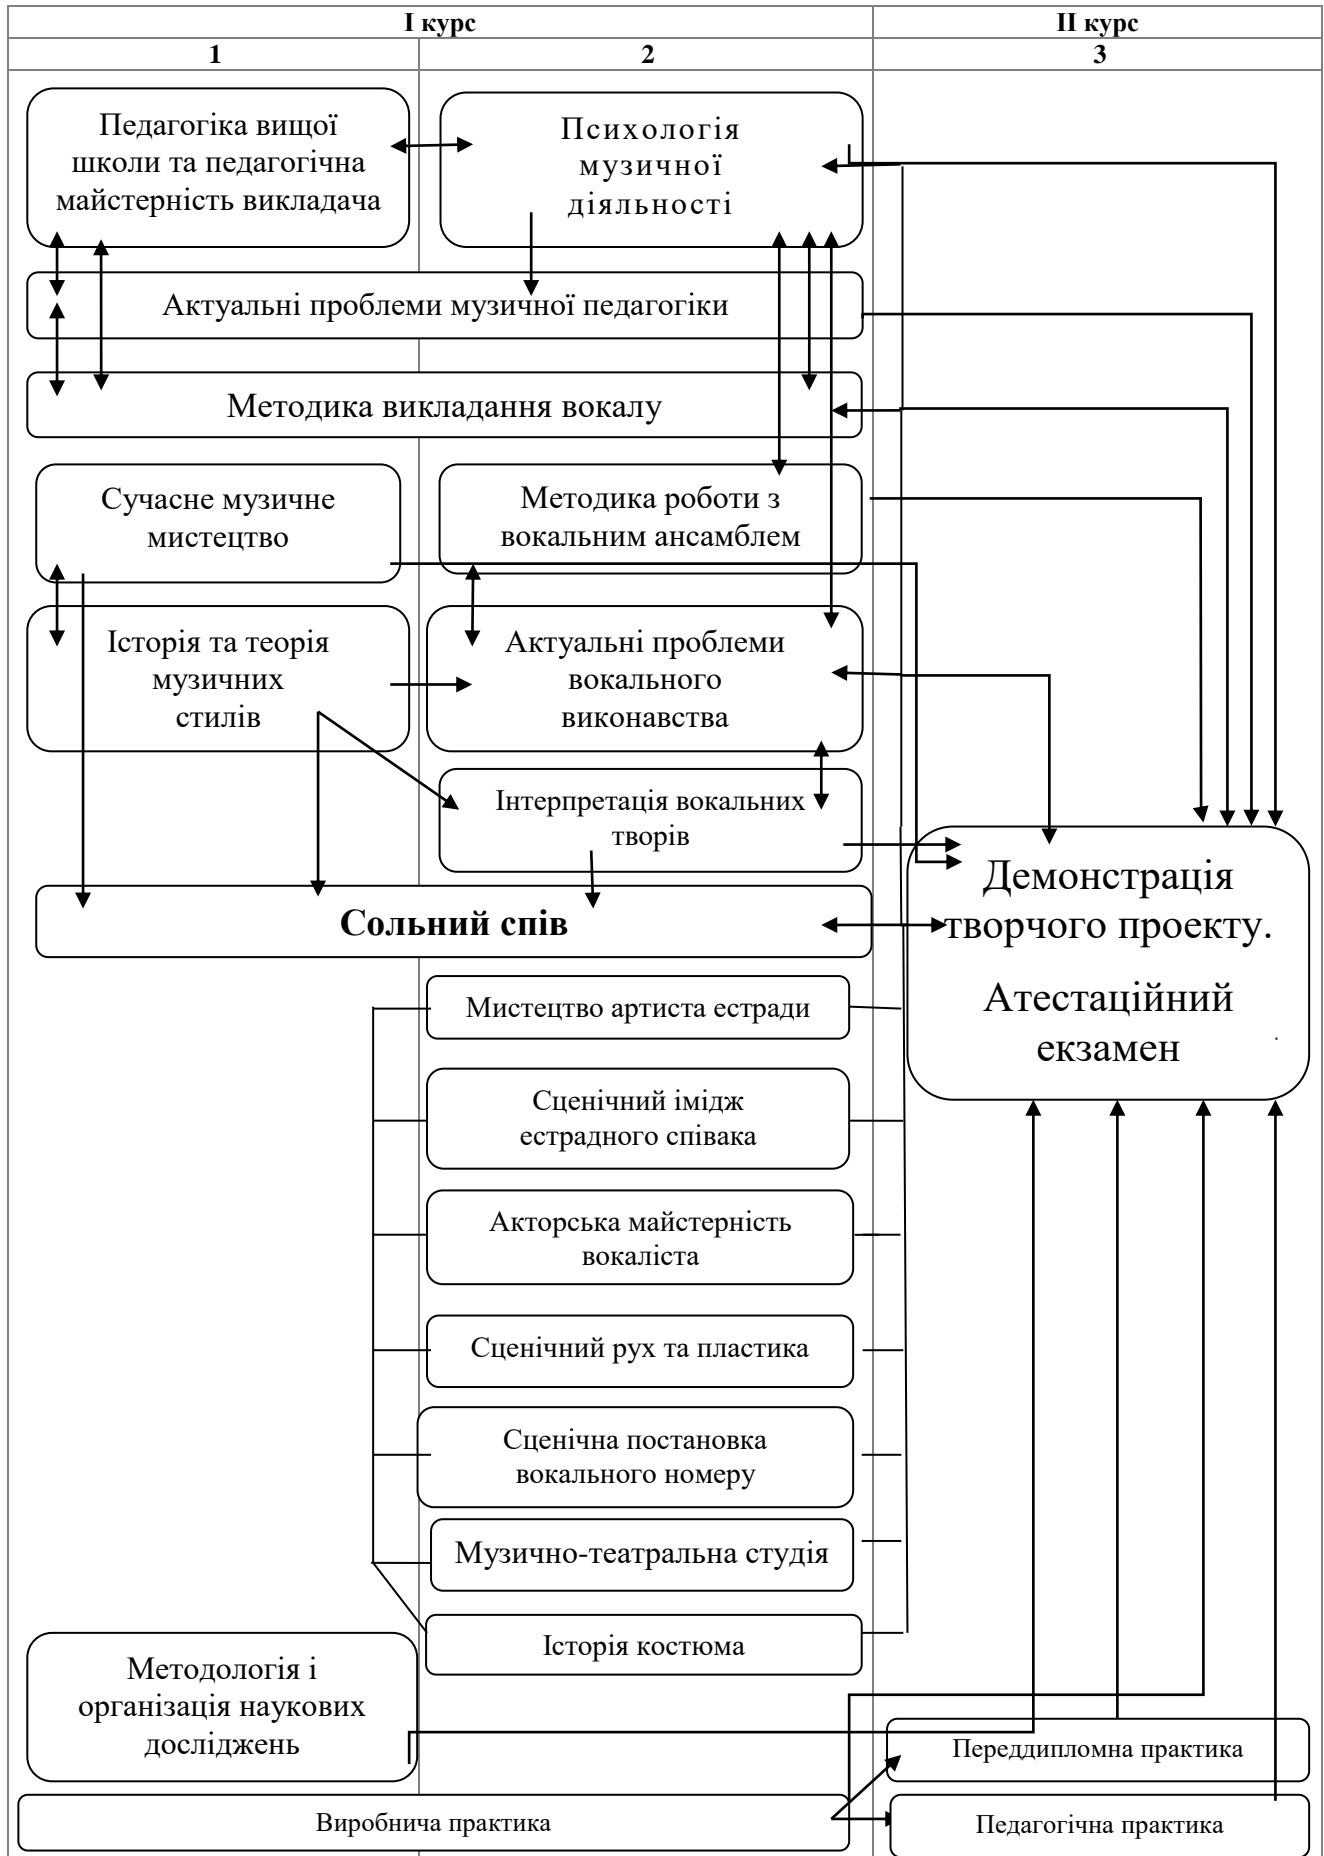 І курс
ІІ курс
1
2
3
Педагогіка вищої
школи та педагогічна
майстерність викладача
Психологія
музичної
діяльності
Актуальні проблеми музичної педагогіки
Методика викладання вокалу
Сучасне музичне
мистецтво
Методика роботи з
вокальним ансамблем
Історія та теорія
музичних
стилів
Актуальні проблеми
вокального
виконавства
Інтерпретація вокальних
творів
Демонстрація
творчого проекту.
Атестаційний
екзамен
Сольний спів
Мистецтво артиста естради
Сценічний імідж
естрадного співака
Акторська майстерність
вокаліста
Сценічний рух та пластика
Сценічна постановка
вокального номеру
Музично-театральна студія
Історія костюма
Методологія і
організація наукових
досліджень
Переддипломна практика
Виробнича практика
Педагогічна практика